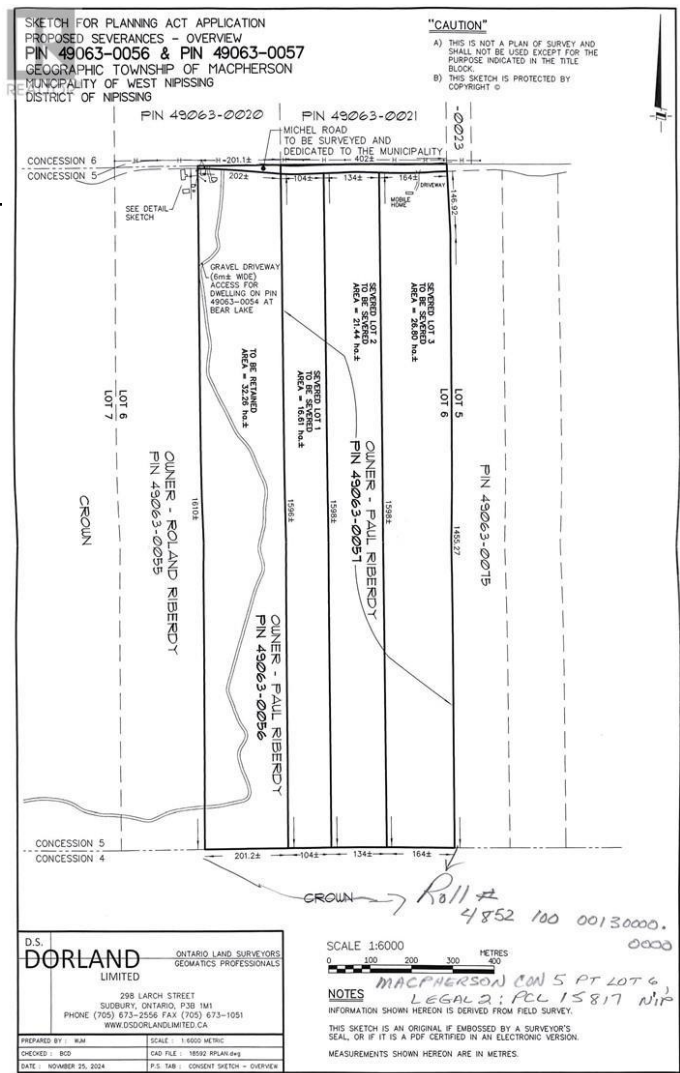 SKETCH FOR PLANNING ACT APPLICATION
PROPOSED SEVERANCES – OVERVIEW
PIN 49063-0056 & PIN 49063-0057
GEOGRAPHIC TOWNSHIP OF MACPHERSON
MUNICIPALITY OF WEST NIPISSING
DISTRICT OF NIPISSING
"CAUTION"
A) THIS IS NOT A PLAN OF SURVEY AND
SHALL NOT BE USED EXCEPT FOR THE
PURPOSE INDICATED IN THE TITLE
BLOCK.
B) THIS SKETCH IS PROTECTED BY
COPYRIGHT ©
PIN 49063-0020
PIN 49063-0021
-0023
MICHEL ROAD
TO BE SURVEYED AND
DEDICATED TO THE MUNICIPALITY
CONCESSION 6
CONCESSION 5
201.1±
402±
202±
104±
134±
164±
DRIVEWAY
MOBILE
HOME
146.92
SEE DETAIL
SKETCH
GRAVEL DRIVEWAY
(6m± WIDE)
ACCESS FOR
DWELLING ON PIN
49063-0054 AT
BEAR LAKE
TO BE RETAINED
AREA = 32.26 ha.±
SEVERED LOT 1
TO BE SEVERED
AREA = 16.61 ha.±
SEVERED LOT 2
TO BE SEVERED
AREA = 21.44 ha.±
SEVERED LOT 3
TO BE SEVERED
AREA = 26.80 ha.±
LOT 6
LOT 7
LOT 5
LOT 6
CROWN
OWNER - ROLAND RIBERDY
PIN 49063-0055
1610±
1596±
1598±
1598±
1455.27
OWNER - PAUL RIBERDY
PIN 49063-0057
PIN 49063-0075
OWNER - PAUL RIBERDY
PIN 49063-0056
CONCESSION 5
CONCESSION 4
201.2±
104±
134±
164±
CROWN
Roll #
4852 100 00130000.
0000
D.S.
DORLAND
LIMITED
ONTARIO LAND SURVEYORS
GEOMATICS PROFESSIONALS
298 LARCH STREET
SUDBURY, ONTARIO, P3B 1M1
PHONE (705) 673-2556 FAX (705) 673-1051
WWW.DSDORLANDLIMITED.CA
PREPARED BY : WJM
SCALE : 1:6000 METRIC
CHECKED : BCD
CAD FILE : 18592 RPLAN.dwg
DATE : NOVMBER 25, 2024
P.S. TAB : CONSENT SKETCH – OVERVIEW
SCALE 1:6000
METRES
0 100 200 300 400
MACPHERSON CON 5 PT LOT 6,
LEGAL 2: PCL 15817 NIP
NOTES
INFORMATION SHOWN HEREON IS DERIVED FROM FIELD SURVEY.
THIS SKETCH IS AN ORIGINAL IF EMBOSSED BY A SURVEYOR'S
SEAL, OR IF IT IS A PDF CERTIFIED IN AN ELECTRONIC VERSION.
MEASUREMENTS SHOWN HEREON ARE IN METRES.